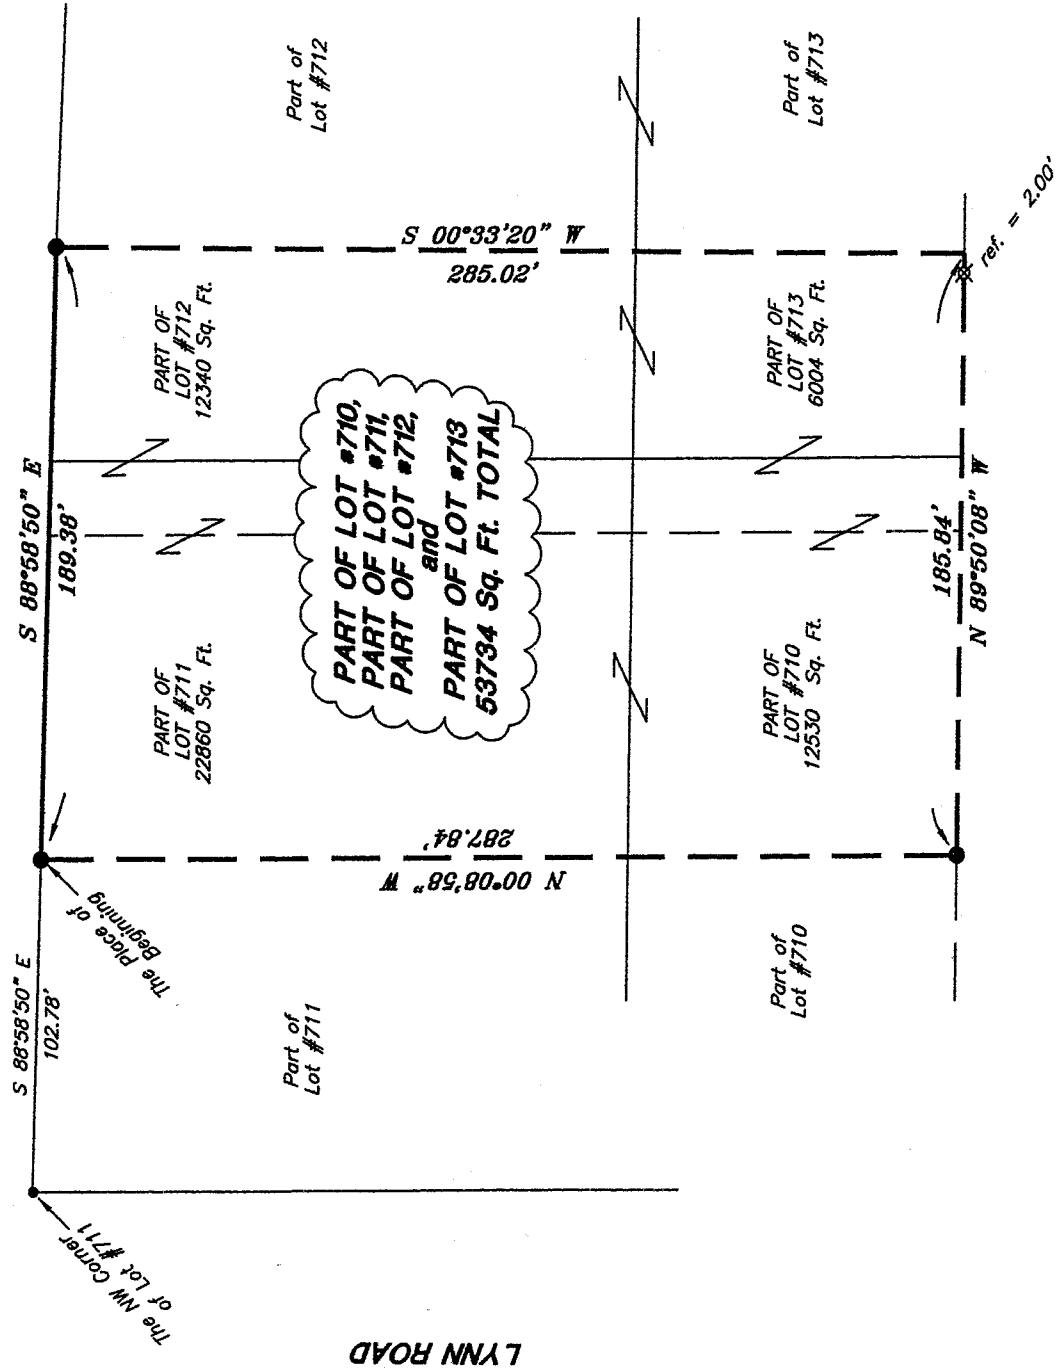 Part of
Lot #712
Part of
Lot #713
S 00°33'20" W
285.02'
ref. = 2.00'
PART OF
LOT #712
12340 Sq. Ft.
PART OF
LOT #713
6004 Sq. Ft.
S 88°58'50" E
189.38'
PART OF LOT #710,
PART OF LOT #711,
PART OF LOT #712,
and
PART OF LOT #713
53734 Sq. Ft. TOTAL
185.84'
N 89°50'08" W
PART OF
LOT #711
22860 Sq. Ft.
PART OF
LOT #710
12530 Sq. Ft.
287.84'
N 00°08'58" W
The Place of
Beginning
S 88°58'50" E
102.78'
Part of
Lot #711
Part of
Lot #710
The NW Corner
of Lot #711
LYNN ROAD